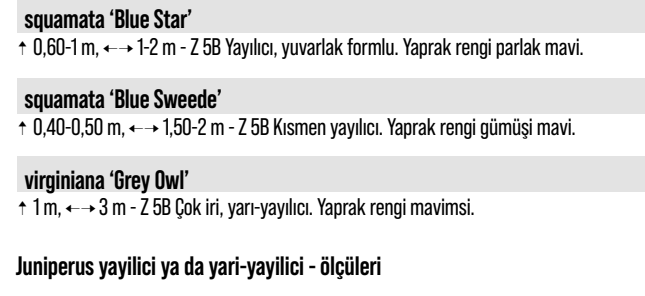 squamata ‘Blue Star’
↑ 0,60-1 m, ←→ 1-2 m - Z 5B Yayılıcı, yuvarlak formlu. Yaprak rengi parlak mavi.
squamata ‘Blue Sweede’
↑ 0,40-0,50 m, ←→ 1,50-2 m - Z 5B Kısmen yayılıcı. Yaprak rengi gümüşi mavi.
virginiana ‘Grey Owl’
↑ 1 m, ←→ 3 m - Z 5B Çok iri, yarı-yayılıcı. Yaprak rengi mavimsi.
Juniperus yayilici ya da yari-yayilici - ölçüleri